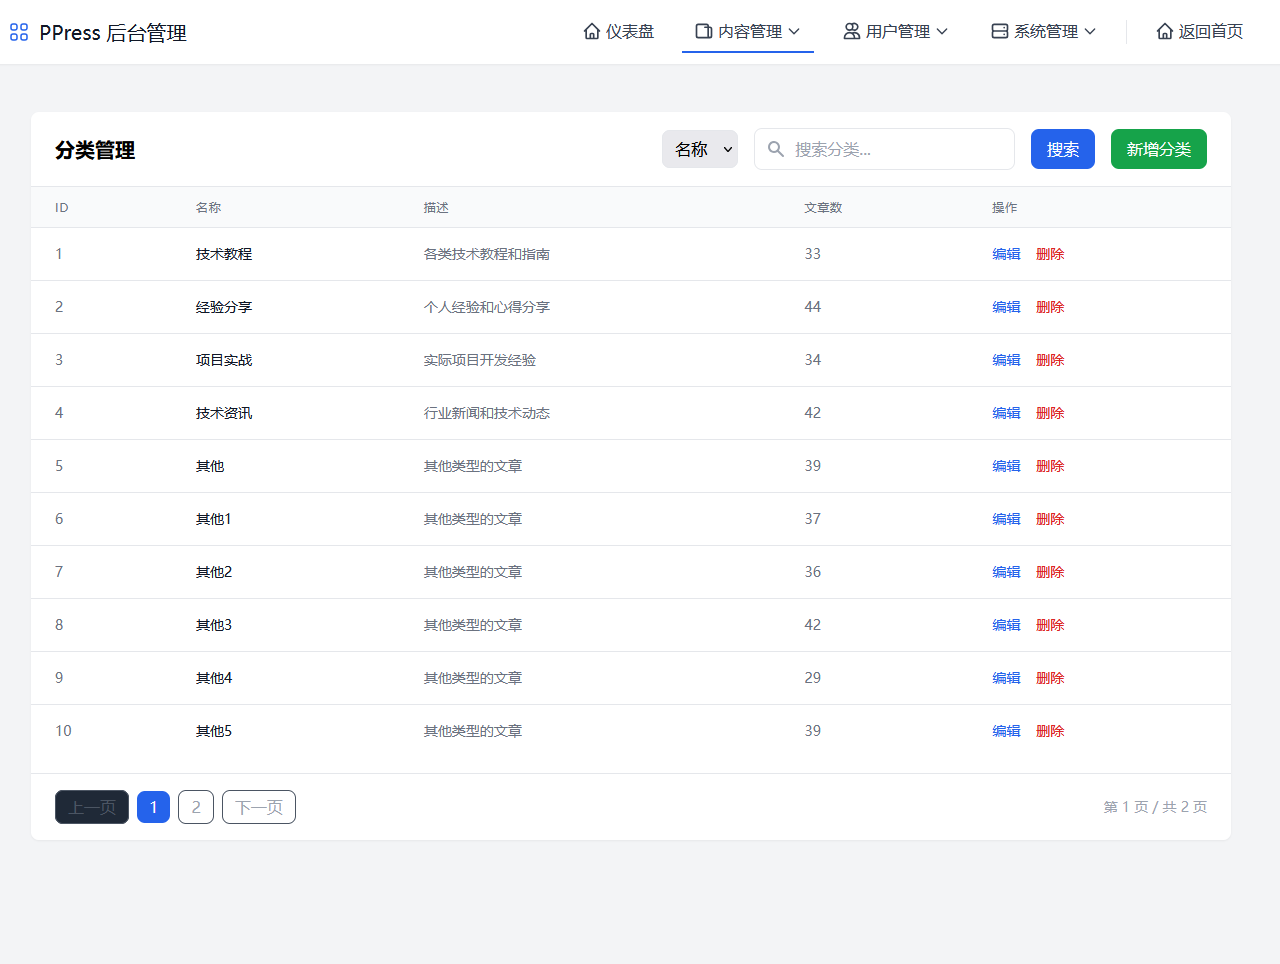 PPress 后台管理 仪表盘 内容管理 用户管理 系统管理 返回首页
分类管理 名称 搜索分类... 搜索 新增分类
ID 名称 描述 文章数 操作
1 技术教程 各类技术教程和指南 33 编辑 删除
2 经验分享 个人经验和心得分享 44 编辑 删除
3 项目实战 实际项目开发经验 34 编辑 删除
4 技术资讯 行业新闻和技术动态 42 编辑 删除
5 其他 其他类型的文章 39 编辑 删除
6 其他1 其他类型的文章 37 编辑 删除
7 其他2 其他类型的文章 36 编辑 删除
8 其他3 其他类型的文章 42 编辑 删除
9 其他4 其他类型的文章 29 编辑 删除
10 其他5 其他类型的文章 39 编辑 删除
上一页 1 2 下一页 第 1 页 / 共 2 页